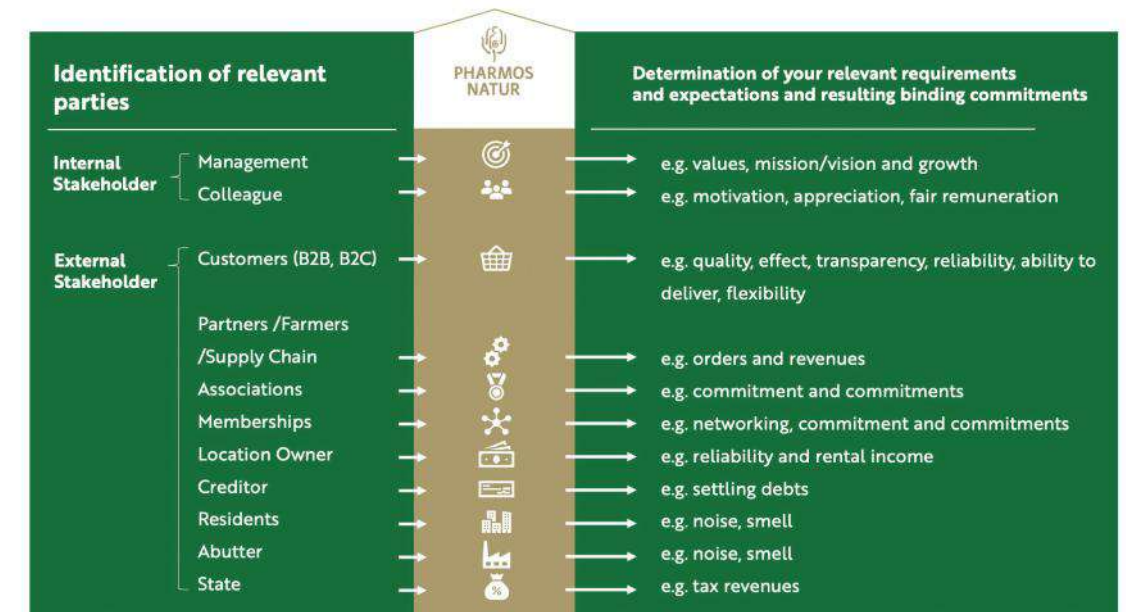 Identification of relevant
parties
PHARMOS
NATUR
Determination of your relevant requirements
and expectations and resulting binding commitments
Internal
Stakeholder
Management
e.g. values, mission/vision and growth
Colleague
e.g. motivation, appreciation, fair remuneration
External
Stakeholder
Customers (B2B, B2C)
e.g. quality, effect, transparency, reliability, ability to
deliver, flexibility
Partners /Farmers
/Supply Chain
e.g. orders and revenues
Associations
e.g. commitment and commitments
Memberships
e.g. networking, commitment and commitments
Location Owner
e.g. reliability and rental income
Creditor
e.g. settling debts
Residents
e.g. noise, smell
Abutter
e.g. noise, smell
State
%
e.g. tax revenues